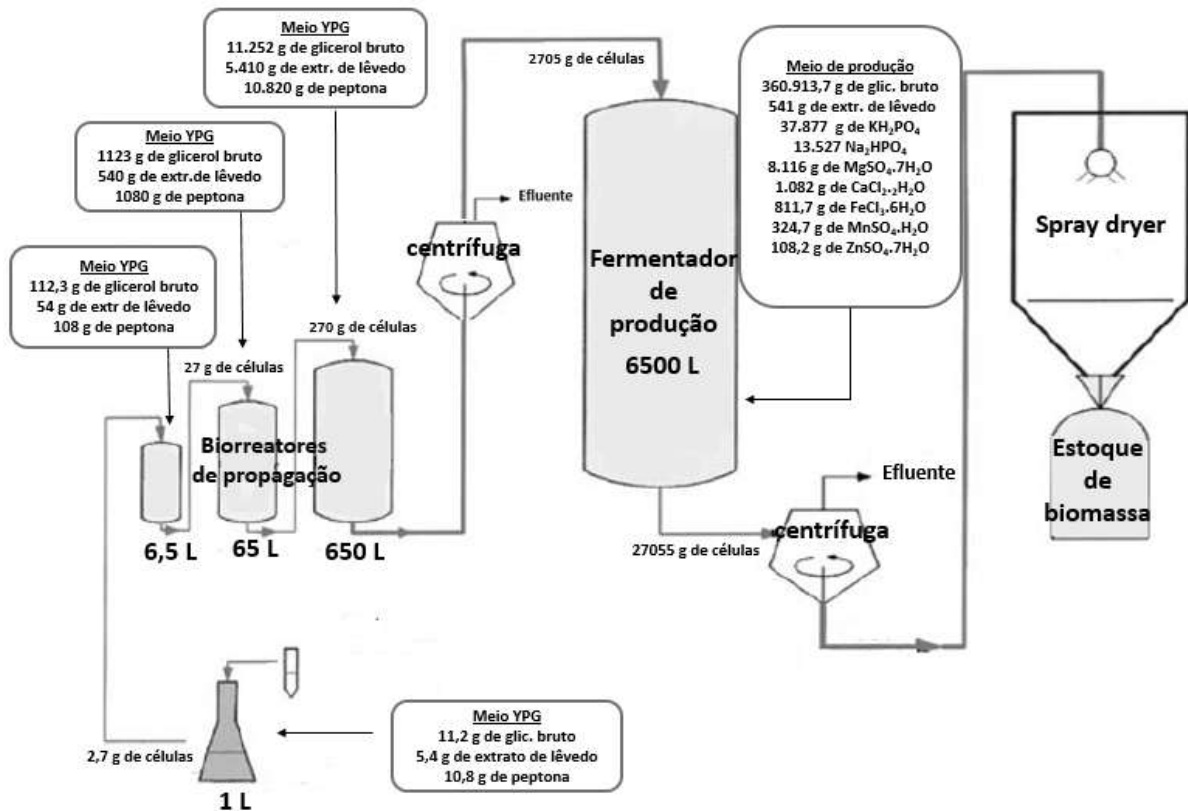 Meio YPG
11.252 g de glicerol bruto
5.410 g de extr. de lêvedo
10.820 g de peptona
Meio YPG
1123 g de glicerol bruto
540 g de extr.de lêvedo
1080 g de peptona
Meio YPG
112,3 g de glicerol bruto
54 g de extr de lêvedo
108 g de peptona
27 g de células
270 g de células
Biorreatores
de propagação
6,5 L
65 L
650 L
centrífuga
Efluente
2705 g de células
Fermentador
de
produção
6500 L
Meio de produção
360.913,7 g de glic. bruto
541 g de extr. de lêvedo
37.877 g de KH₂PO₄
13.527 Na₂HPO₄
8.116 g de MgSO₄.7H₂O
1.082 g de CaCl₂.₂H₂O
811,7 g de FeCl₃.6H₂O
324,7 g de MnSO₄.H₂O
108,2 g de ZnSO₄.7H₂O
Spray dryer
Estoque
de
biomassa
Efluente
centrífuga
27055 g de células
2,7 g de células
1 L
Meio YPG
11,2 g de glic. bruto
5,4 g de extrato de lêvedo
10,8 g de peptona